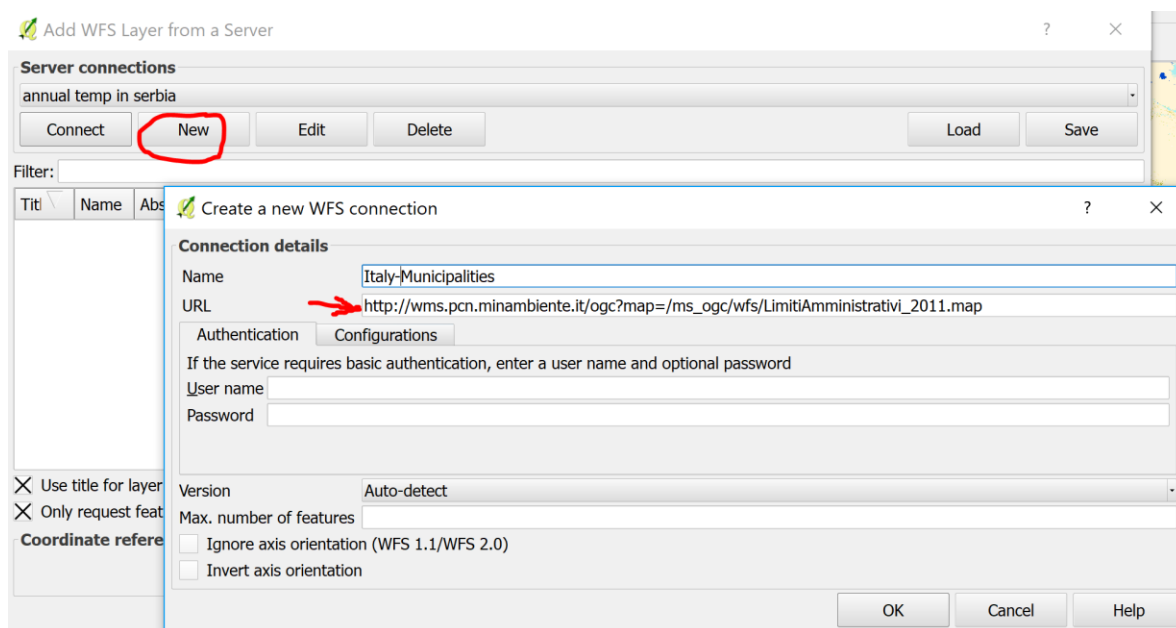 Add WFS Layer from a Server ? ×
Server connections
annual temp in serbia
Connect New Edit Delete Load Save
Filter:
Titl Name Abs
Create a new WFS connection ? ×
Connection details
Name Italy-Municipalities
URL http://wms.pcn.minambiente.it/ogc?map=/ms_ogc/wfs/LimitiAmministrativi_2011.map
Authentication Configurations
If the service requires basic authentication, enter a user name and optional password
User name
Password
Use title for layer
Version Auto-detect
Only request feat
Max. number of features
Coordinate refere
Ignore axis orientation (WFS 1.1/WFS 2.0)
Invert axis orientation
OK Cancel Help